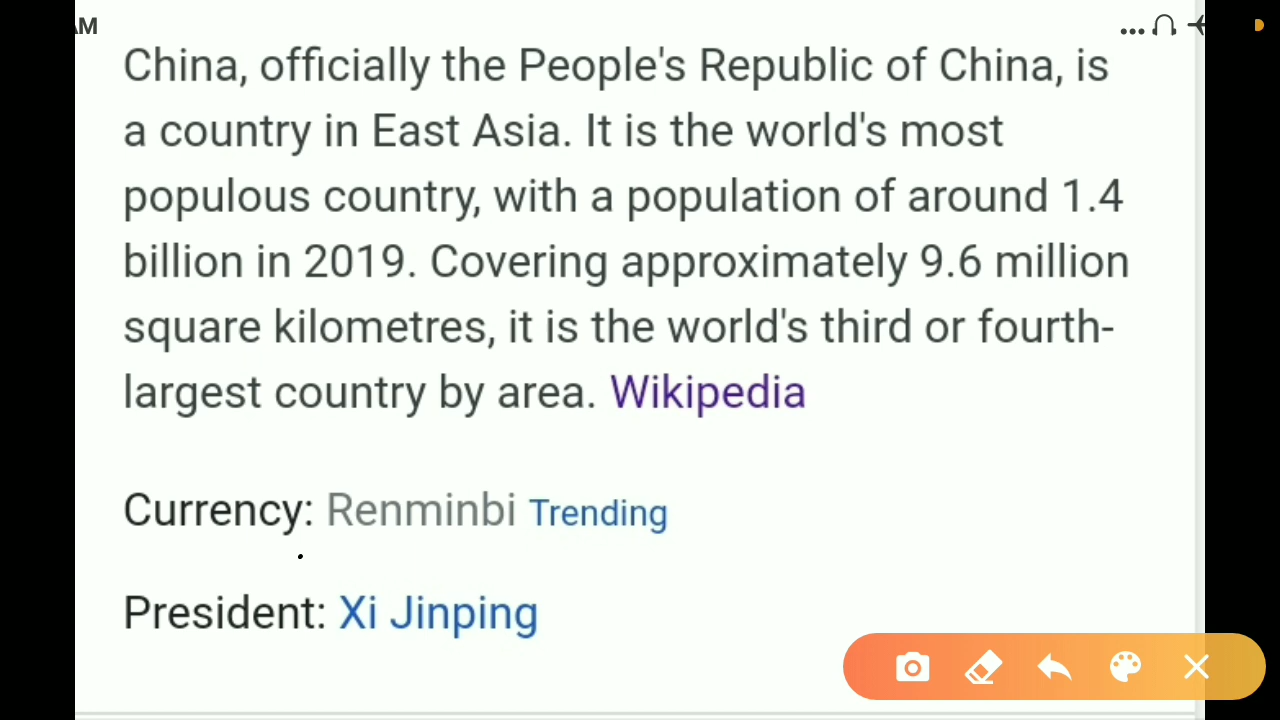 AM
China, officially the People's Republic of China, is
a country in East Asia. It is the world's most
populous country, with a population of around 1.4
billion in 2019. Covering approximately 9.6 million
square kilometres, it is the world's third or fourth-
largest country by area. Wikipedia
Currency: Renminbi Trending
President: Xi Jinping